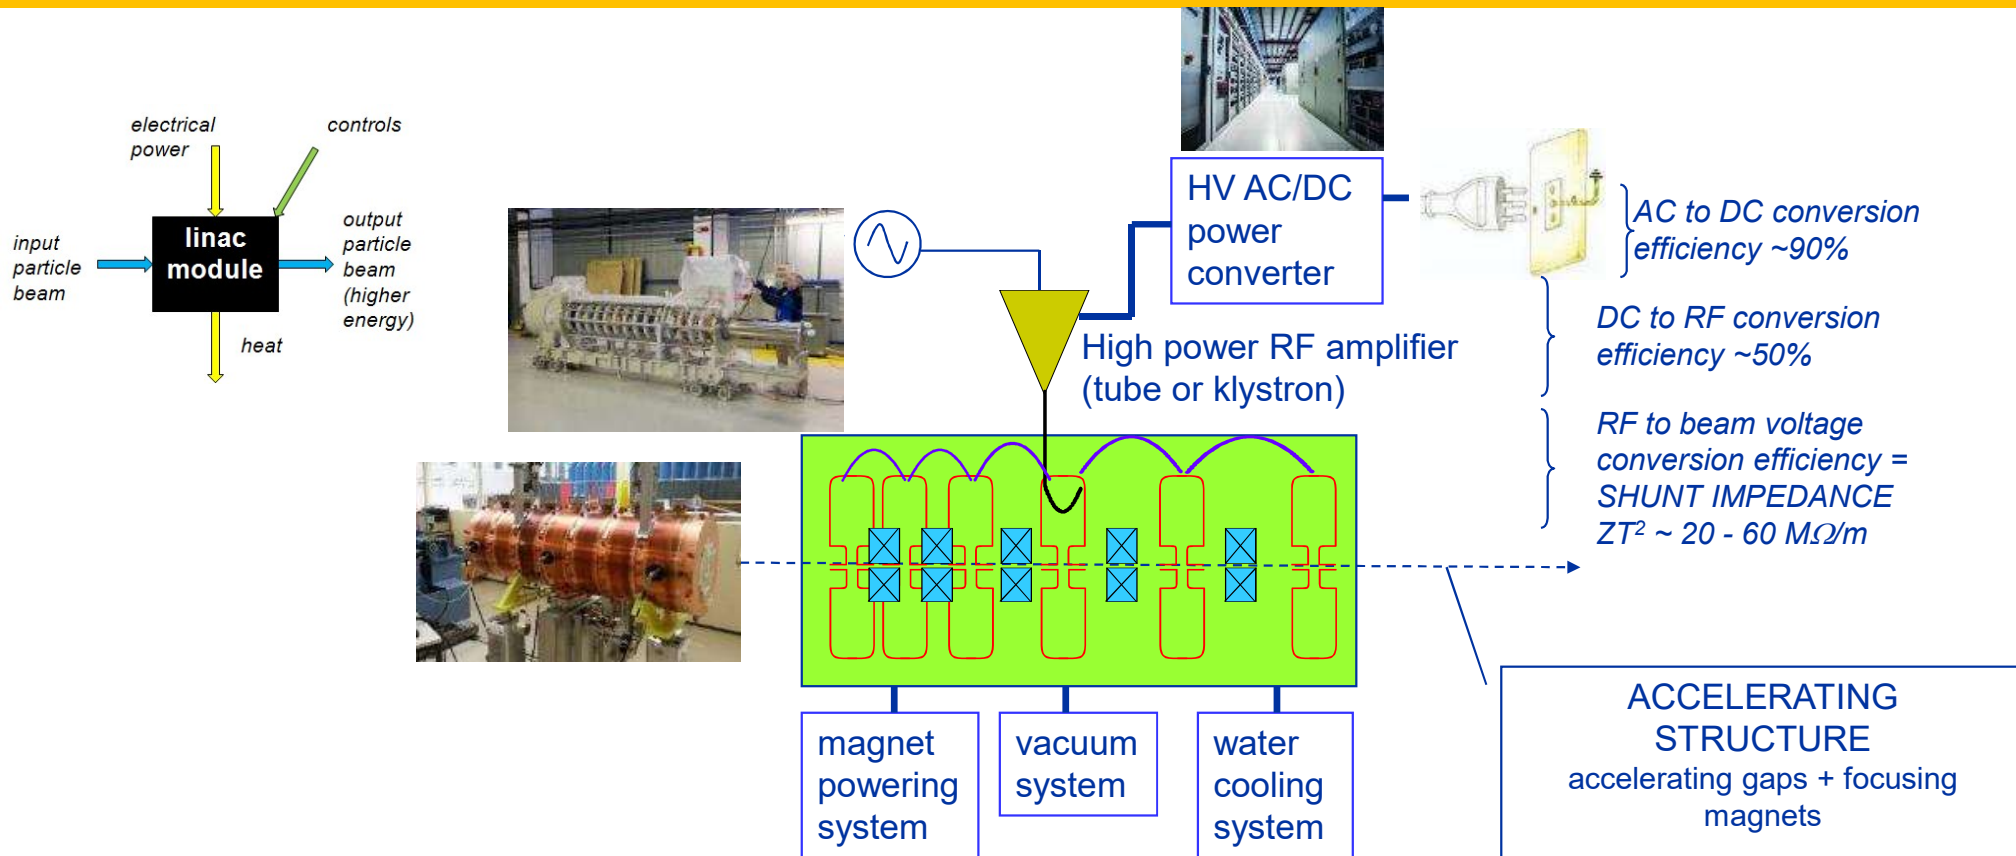 electrical
power
controls
input
particle
beam
linac
module
output
particle
beam
(higher
energy)
heat
HV AC/DC
power
converter
AC to DC conversion
efficiency ~90%
DC to RF conversion
efficiency ~50%
High power RF amplifier
(tube or klystron)
RF to beam voltage
conversion efficiency =
SHUNT IMPEDANCE
ZT² ~ 20 - 60 MΩ/m
magnet
powering
system
vacuum
system
water
cooling
system
ACCELERATING
STRUCTURE
accelerating gaps + focusing
magnets